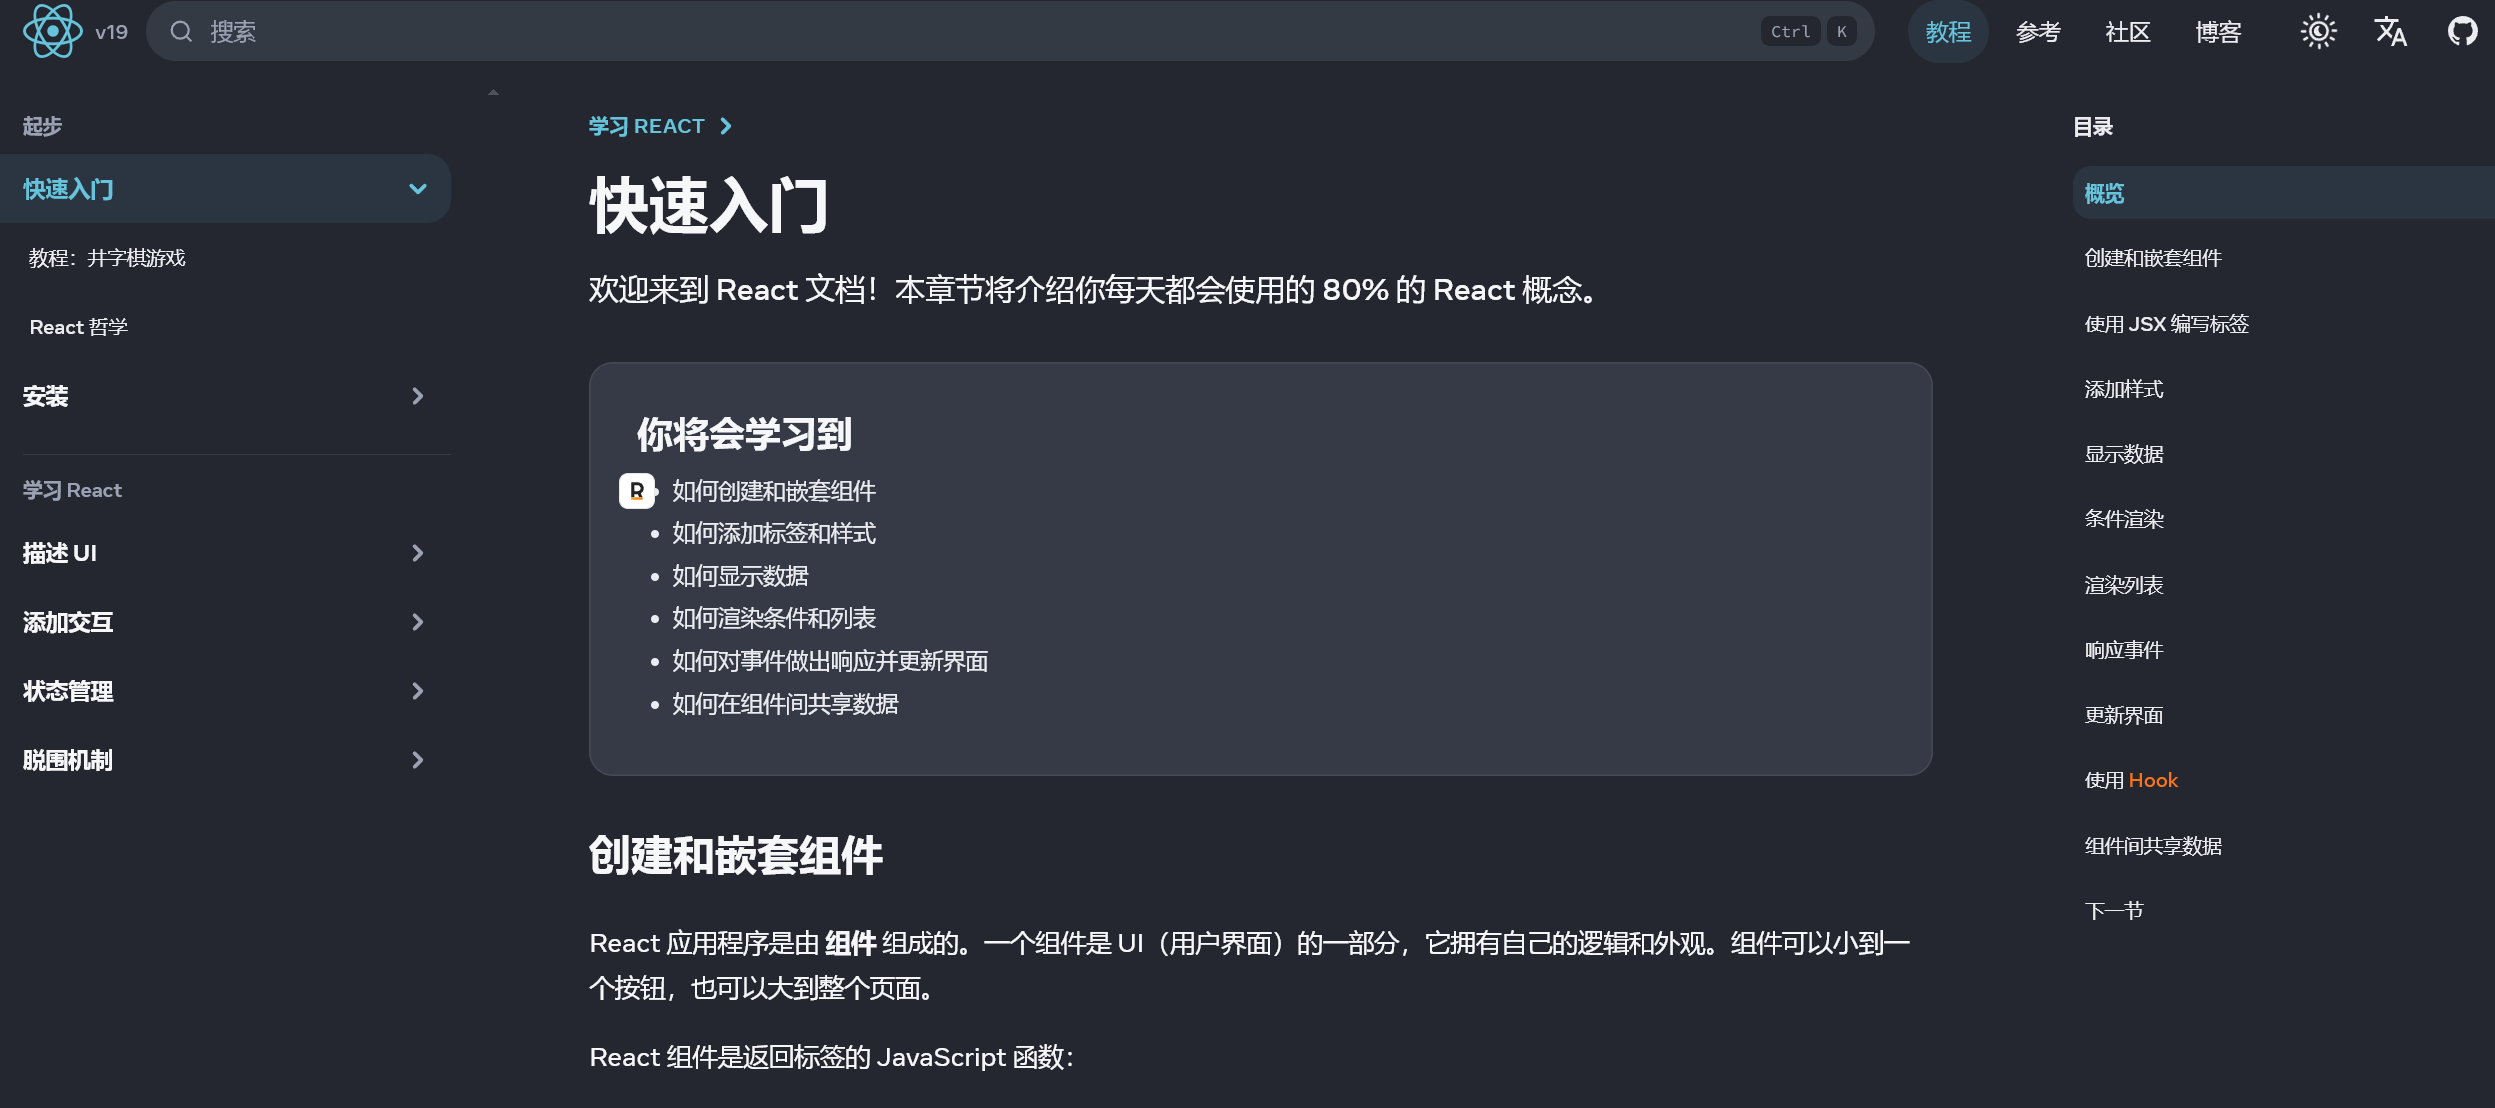 v19
搜索
Ctrl K
教程
参考
社区
博客
起步
快速入门
教程：井字棋游戏
React 哲学
安装
学习 React
描述 UI
添加交互
状态管理
脱围机制
学习 REACT
快速入门
欢迎来到 React 文档！本章节将介绍你每天都会使用的 80% 的 React 概念。
你将会学习到
R
如何创建和嵌套组件
如何添加标签和样式
如何显示数据
如何渲染条件和列表
如何对事件做出响应并更新界面
如何在组件间共享数据
创建和嵌套组件
React 应用程序是由 组件 组成的。一个组件是 UI（用户界面）的一部分，它拥有自己的逻辑和外观。组件可以小到一
个按钮，也可以大到整个页面。
React 组件是返回标签的 JavaScript 函数：
目录
概览
创建和嵌套组件
使用 JSX 编写标签
添加样式
显示数据
条件渲染
渲染列表
响应事件
更新界面
使用 Hook
组件间共享数据
下一节